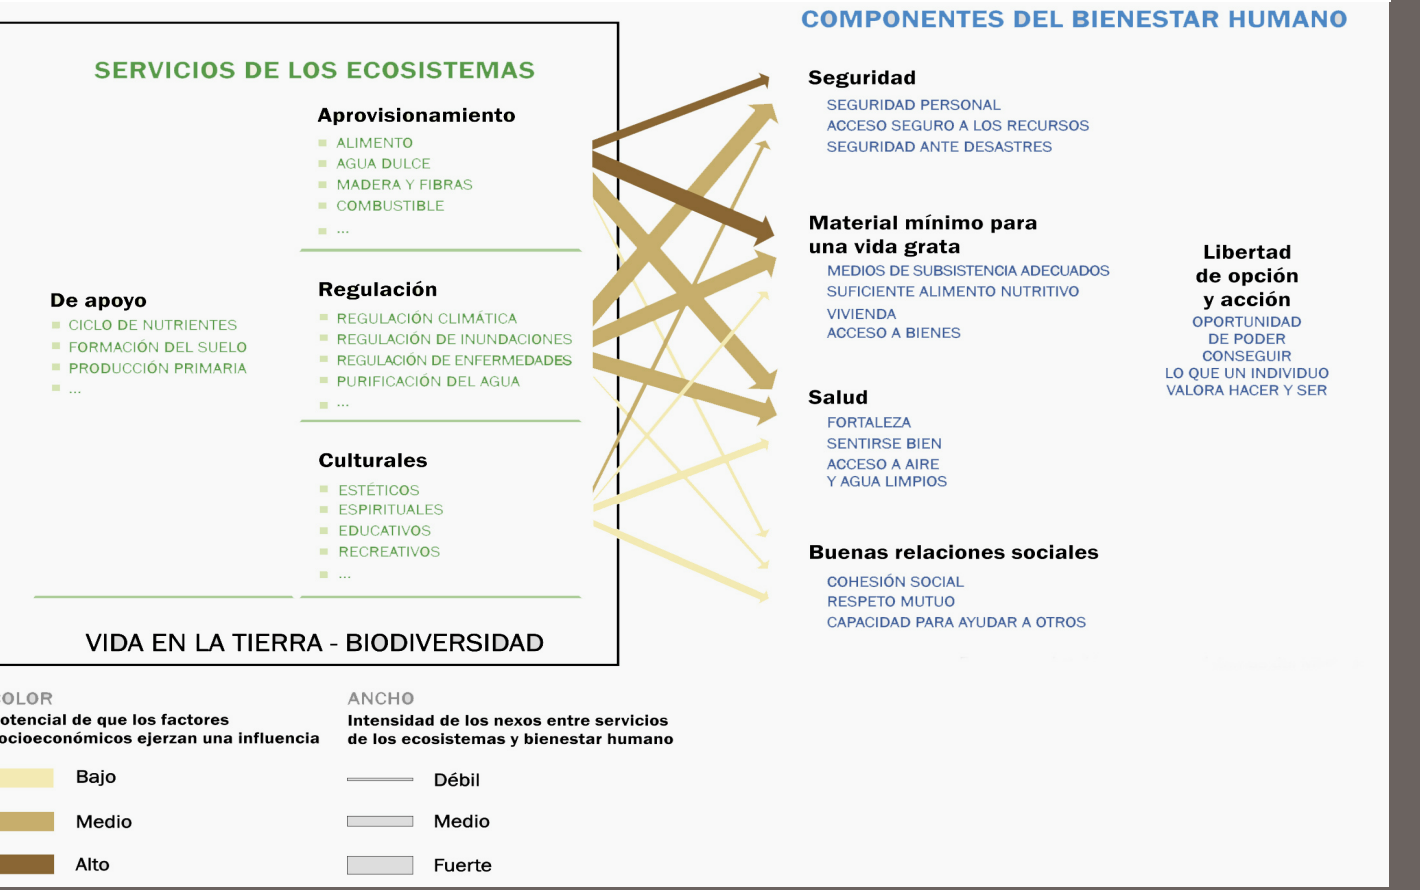 COMPONENTES DEL BIENESTAR HUMANO
SERVICIOS DE LOS ECOSISTEMAS
De apoyo
CICLO DE NUTRIENTES
FORMACIÓN DEL SUELO
PRODUCCIÓN PRIMARIA
...
Aprovisionamiento
ALIMENTO
AGUA DULCE
MADERA Y FIBRAS
COMBUSTIBLE
...
Regulación
REGULACIÓN CLIMÁTICA
REGULACIÓN DE INUNDACIONES
REGULACIÓN DE ENFERMEDADES
PURIFICACIÓN DEL AGUA
...
Culturales
ESTÉTICOS
ESPIRITUALES
EDUCATIVOS
RECREATIVOS
...
VIDA EN LA TIERRA - BIODIVERSIDAD
Seguridad
SEGURIDAD PERSONAL
ACCESO SEGURO A LOS RECURSOS
SEGURIDAD ANTE DESASTRES
Material mínimo para
una vida grata
MEDIOS DE SUBSISTENCIA ADECUADOS
SUFICIENTE ALIMENTO NUTRITIVO
VIVIENDA
ACCESO A BIENES
Salud
FORTALEZA
SENTIRSE BIEN
ACCESO A AIRE
Y AGUA LIMPIOS
Buenas relaciones sociales
COHESIÓN SOCIAL
RESPETO MUTUO
CAPACIDAD PARA AYUDAR A OTROS
Libertad
de opción
y acción
OPORTUNIDAD
DE PODER
CONSEGUIR
LO QUE UN INDIVIDUO
VALORA HACER Y SER
OLOR
otencial de que los factores
ocioeconómicos ejerzan una influencia
Bajo
Medio
Alto
ANCHO
Intensidad de los nexos entre servicios
de los ecosistemas y bienestar humano
Débil
Medio
Fuerte